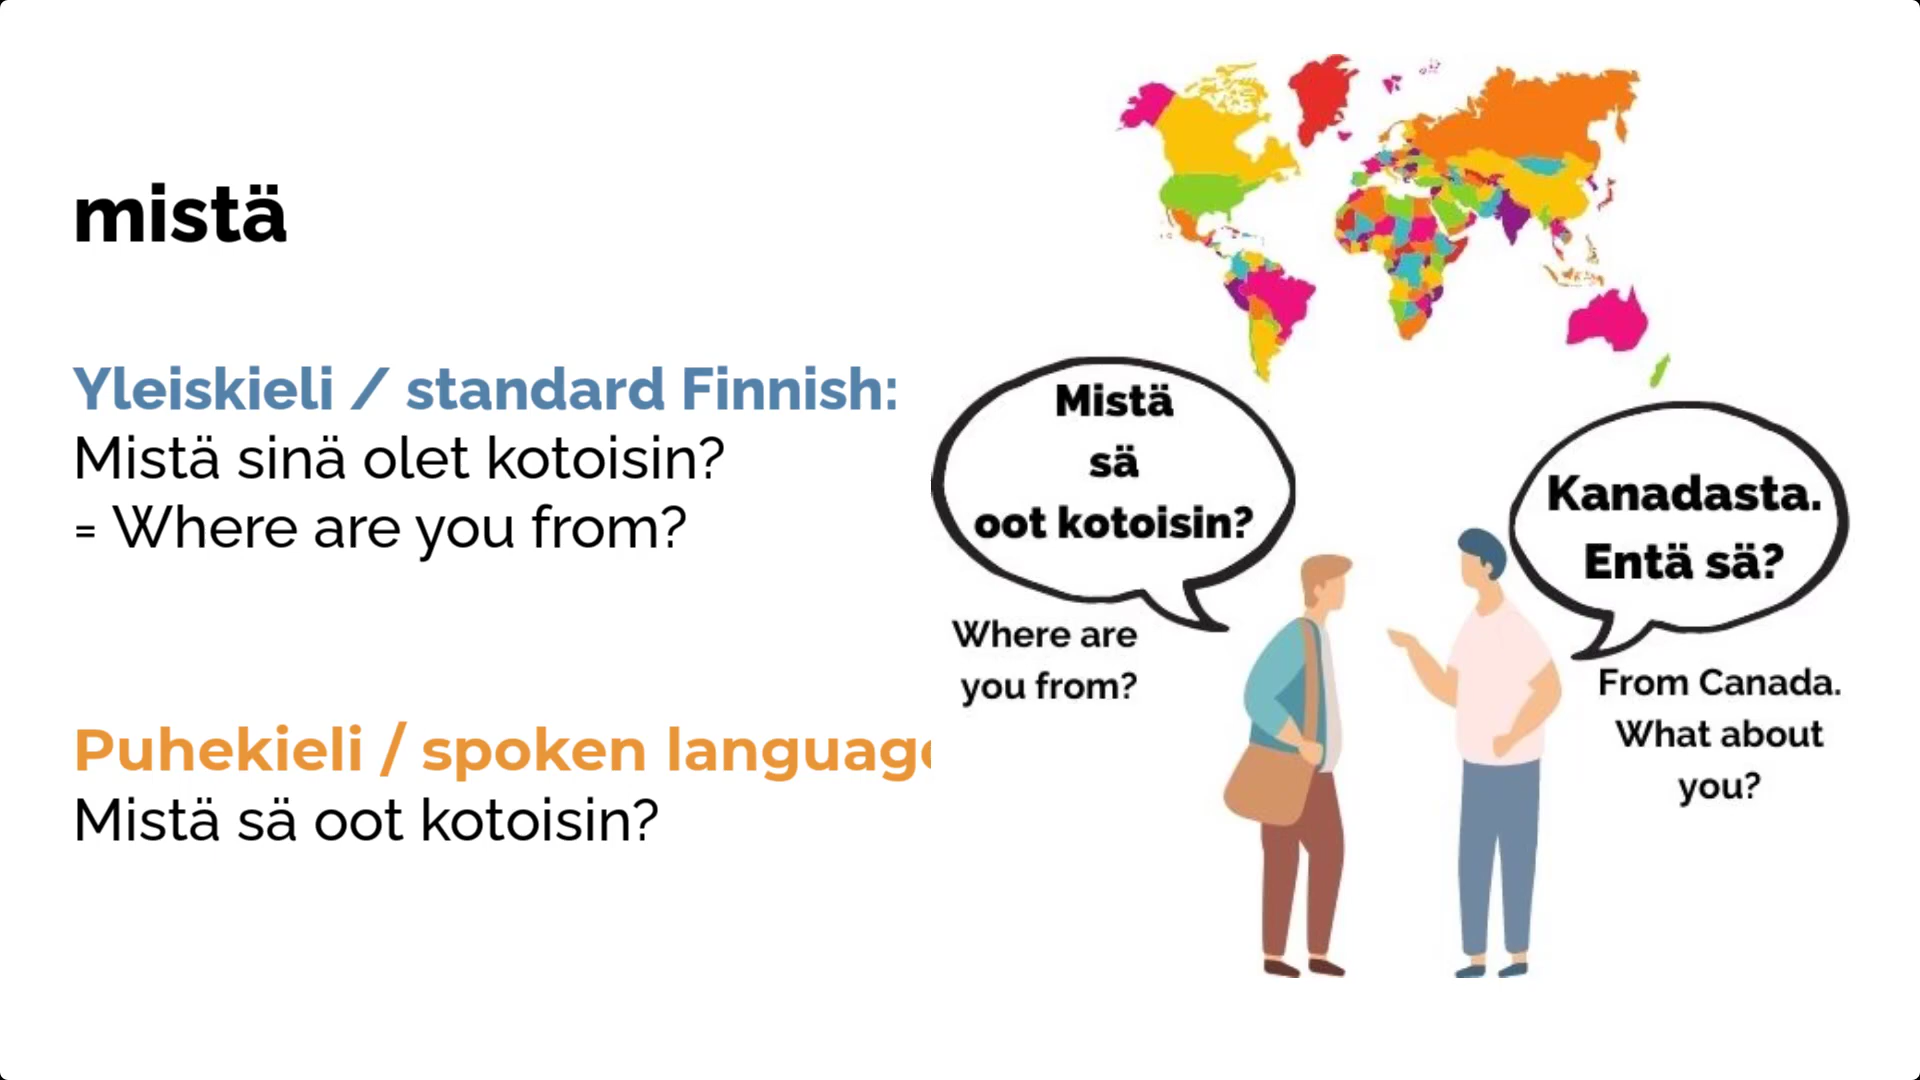 mistä
Yleiskieli / standard Finnish:
Mistä sinä olet kotoisin?
= Where are you from?
Puhekieli / spoken language
Mistä sä oot kotoisin?
Mistä
sä
oot kotoisin?
Where are
you from?
Kanadasta.
Entä sä?
From Canada.
What about
you?